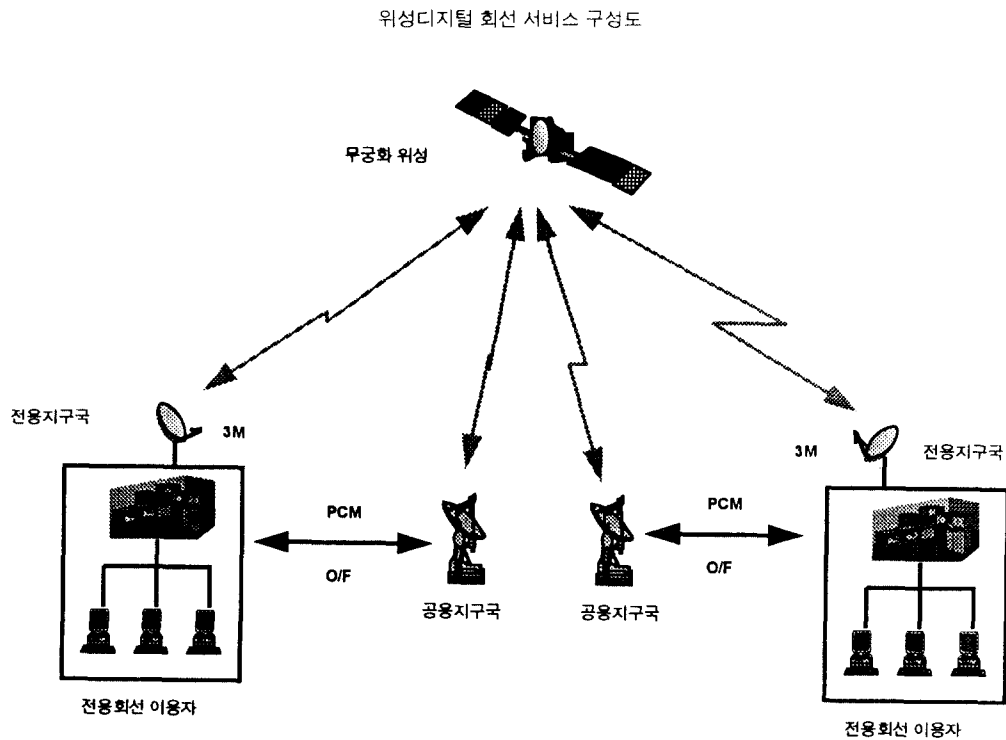 위성디지털 회선 서비스 구성도
무궁화 위성
전용지구국
3M
3M
전용지구국
PCM
O/F
PCM
O/F
공용지구국
공용지구국
전용회선 이용자
전용회선 이용자